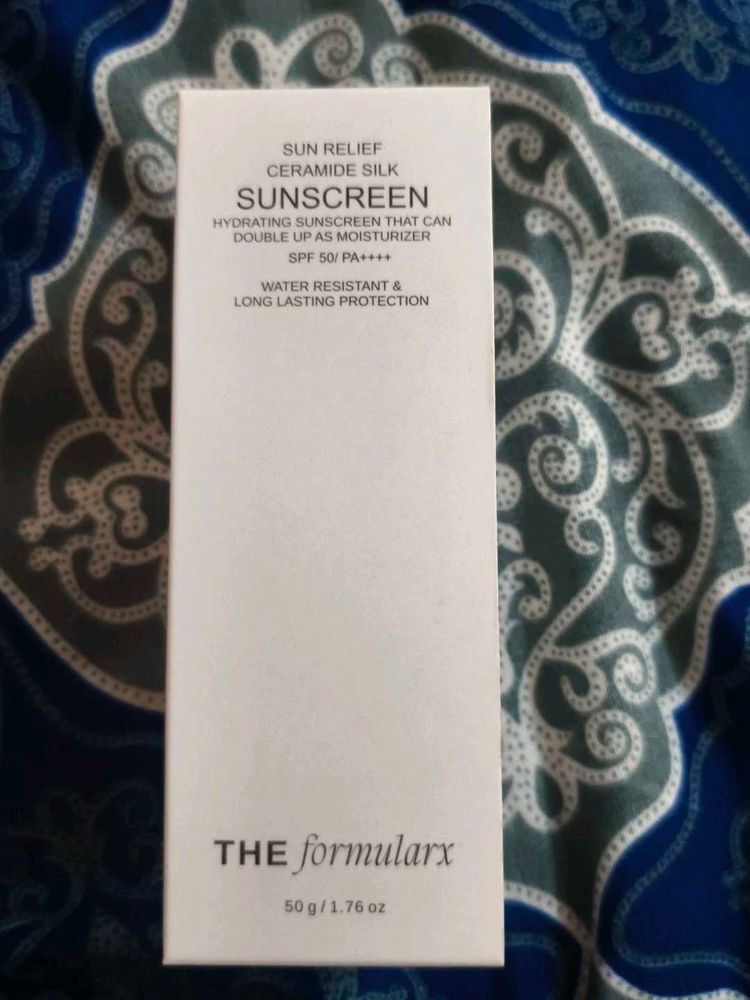 SUN RELIEF
CERAMIDE SILK
SUNSCREEN
HYDRATING SUNSCREEN THAT CAN
DOUBLE UP AS MOISTURIZER
SPF 50/ PA++++
WATER RESISTANT &
LONG LASTING PROTECTION
THE formularx
50 g / 1.76 oz